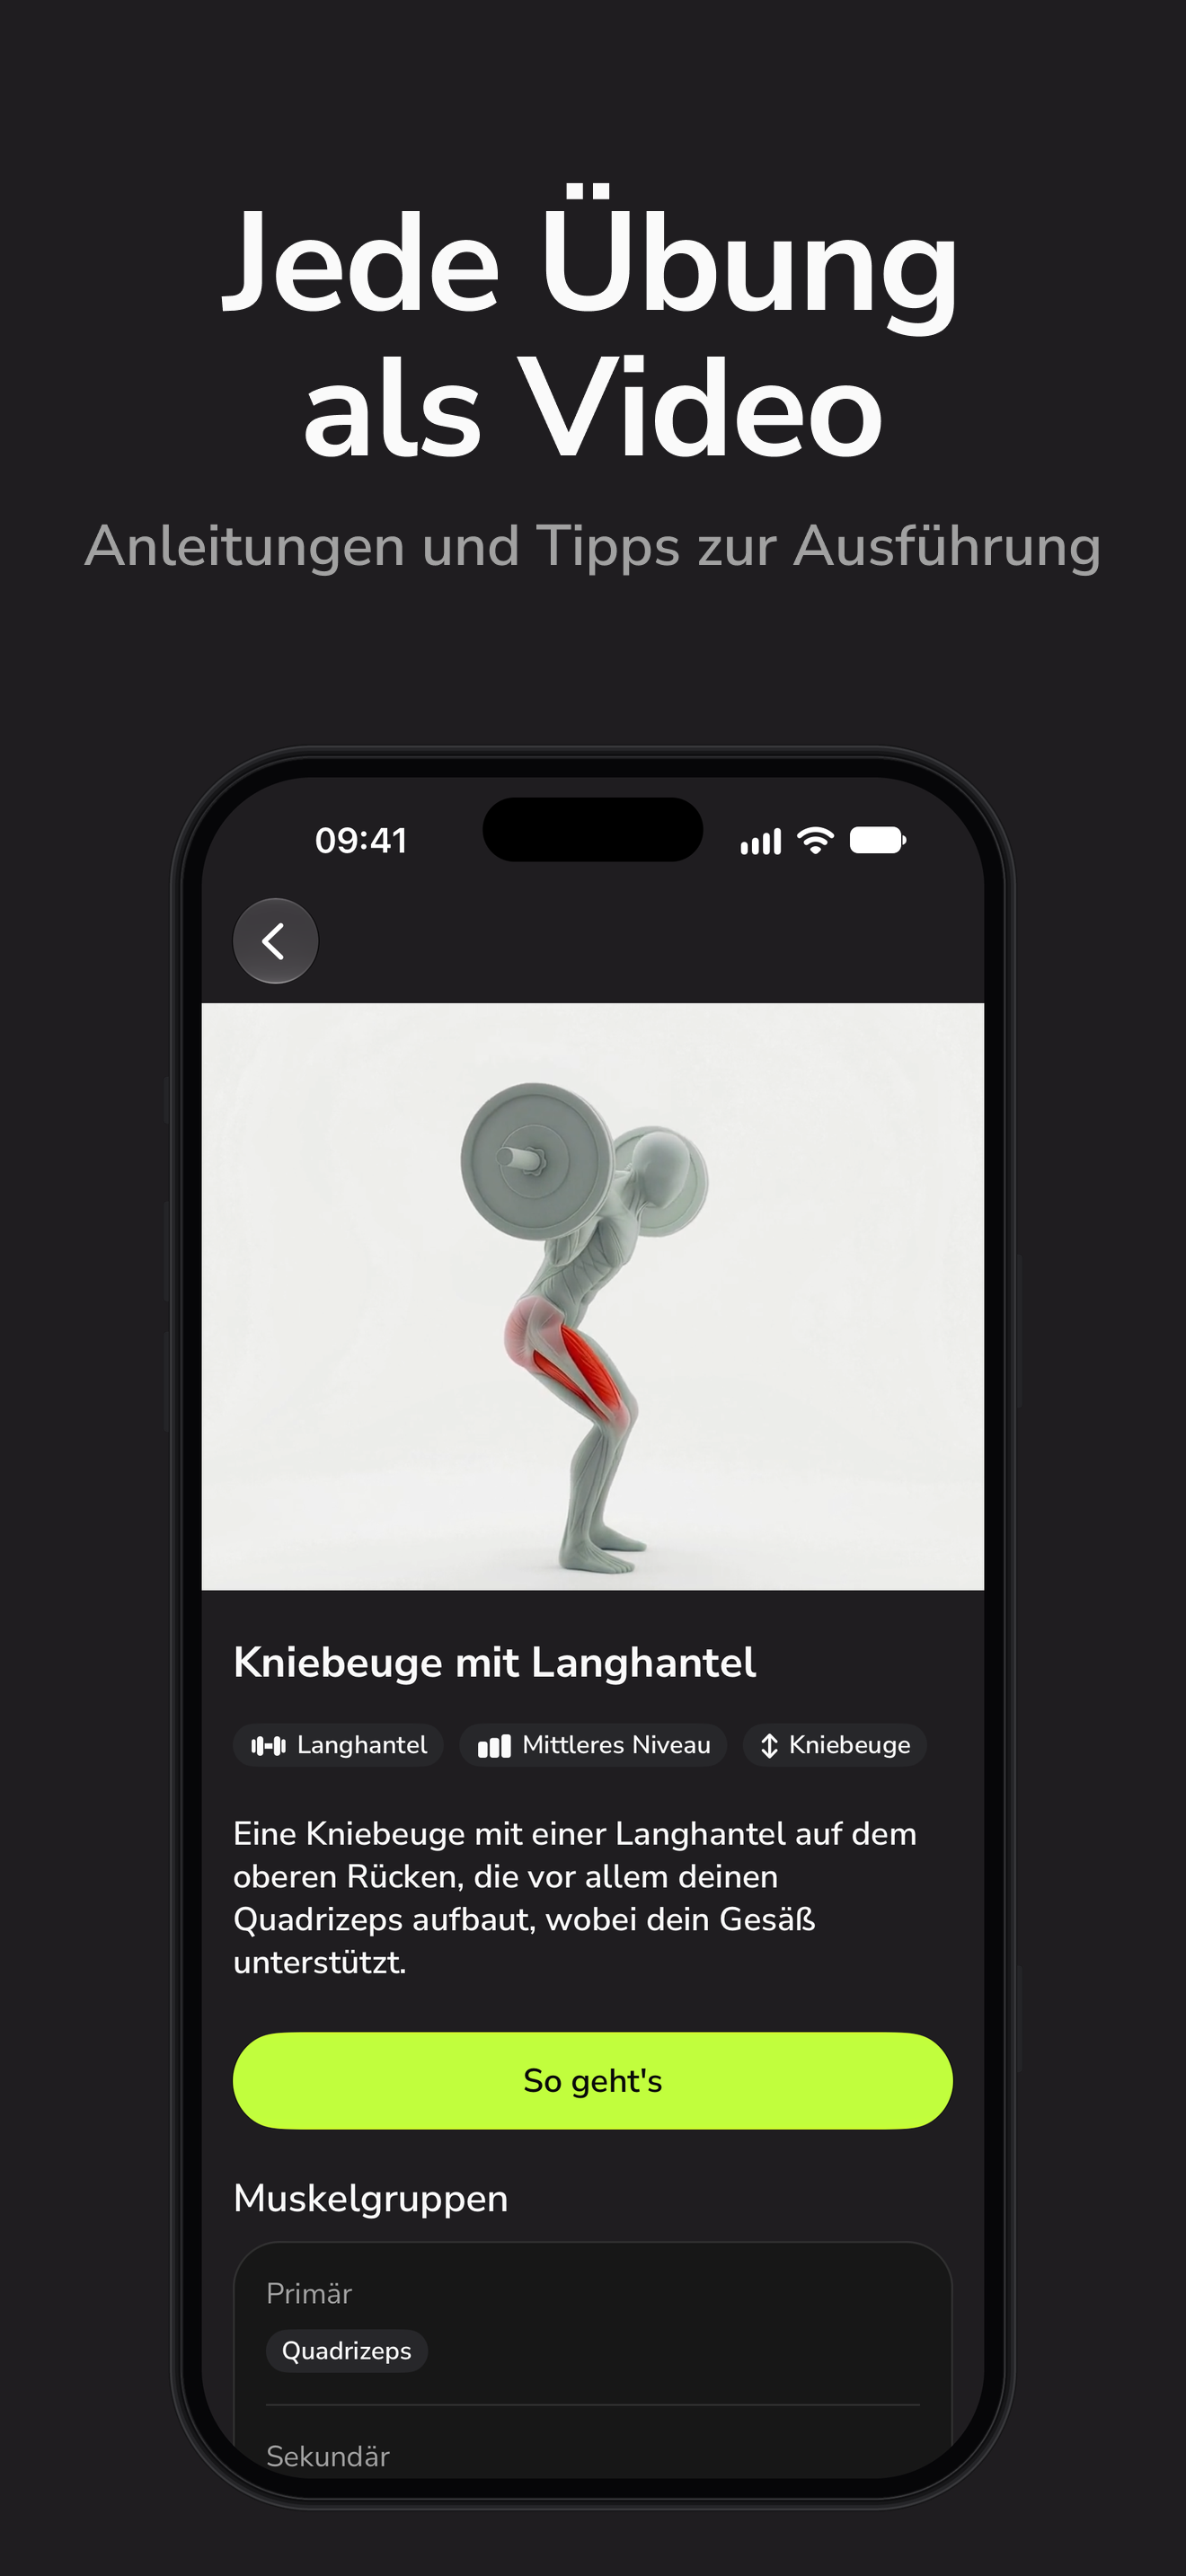 Jede Übung
als Video
Anleitungen und Tipps zur Ausführung
09:41
Kniebeuge mit Langhantel
Langhantel
Mittleres Niveau
Kniebeuge
Eine Kniebeuge mit einer Langhantel auf dem
oberen Rücken, die vor allem deinen
Quadrizeps aufbaut, wobei dein Gesäß
unterstützt.
So geht's
Muskelgruppen
Primär
Quadrizeps
Sekundär